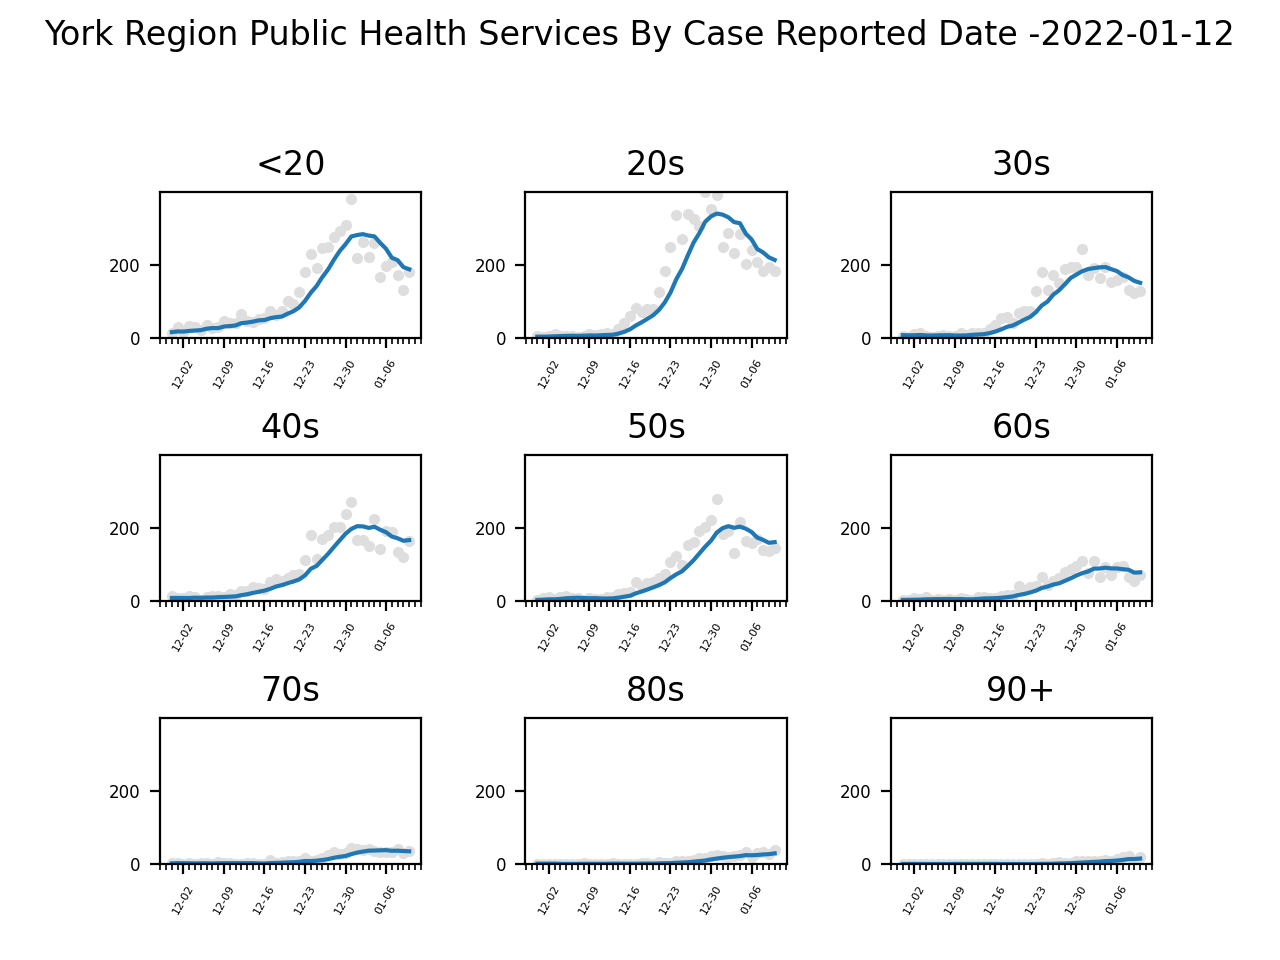 York Region Public Health Services By Case Reported Date -2022-01-12
<20 20s 30s
200 200 200
0 0 0
12-02 12-09 12-16 12-23 12-30 01-06 12-02 12-09 12-16 12-23 12-30 01-06 12-02 12-09 12-16 12-23 12-30 01-06
40s 50s 60s
200 200 200
0 0 0
12-02 12-09 12-16 12-23 12-30 01-06 12-02 12-09 12-16 12-23 12-30 01-06 12-02 12-09 12-16 12-23 12-30 01-06
70s 80s 90+
200 200 200
0 0 0
12-02 12-09 12-16 12-23 12-30 01-06 12-02 12-09 12-16 12-23 12-30 01-06 12-02 12-09 12-16 12-23 12-30 01-06